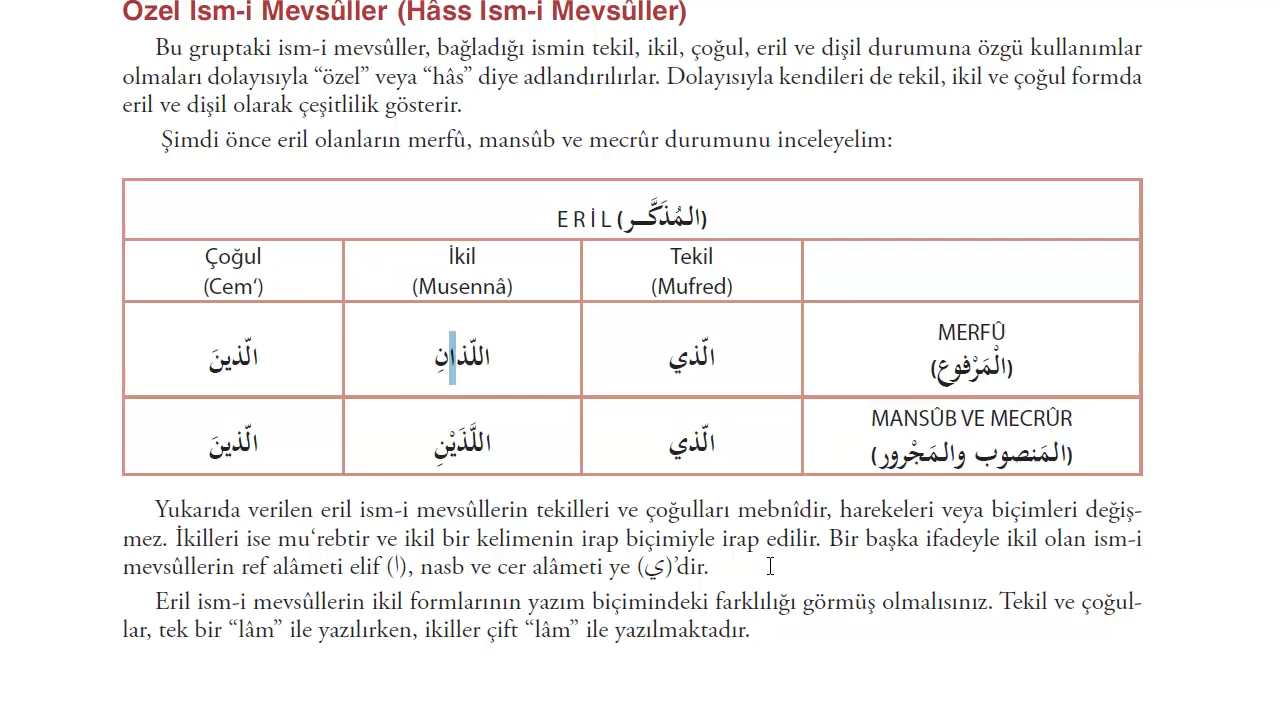 Özel İsm-i Mevsûller (Hâss İsm-i Mevsûller)
Bu gruptaki ism-i mevsûller, bağladığı ismin tekil, ikil, çoğul, eril ve dişil durumuna özgü kullanımlar
olmaları dolayısıyla “özel” veya “hâs” diye adlandırılırlar. Dolayısıyla kendileri de tekil, ikil ve çoğul formda
eril ve dişil olarak çeşitlilik gösterir.
Şimdi önce eril olanların merfû, mansûb ve mecrûr durumunu inceleyelim:
ERİL (المُذَكَّـــر)
Çoğul İkil Tekil
(Cem‘) (Musennâ) (Mufred)
الّذينَ اللّذانِ الّذي MERFÛ
(الْمَرْفوع)
الّذينَ اللَّذَيْنِ الّذي MANSÛB VE MECRÛR
(المَنصوب والمَجْرور)
Yukarıda verilen eril ism-i mevsûllerin tekilleri ve çoğulları mebnîdir, harekeleri veya biçimleri değiş-
mez. İkilleri ise mu‘rebtir ve ikil bir kelimenin irap biçimiyle irap edilir. Bir başka ifadeyle ikil olan ism-i
mevsûllerin ref alâmeti elif (ا), nasb ve cer alâmeti ye (ي)’dir.
Eril ism-i mevsûllerin ikil formlarının yazım biçimindeki farklılığı görmüş olmalısınız. Tekil ve çoğul-
lar, tek bir “lâm” ile yazılırken, ikiller çift “lâm” ile yazılmaktadır.